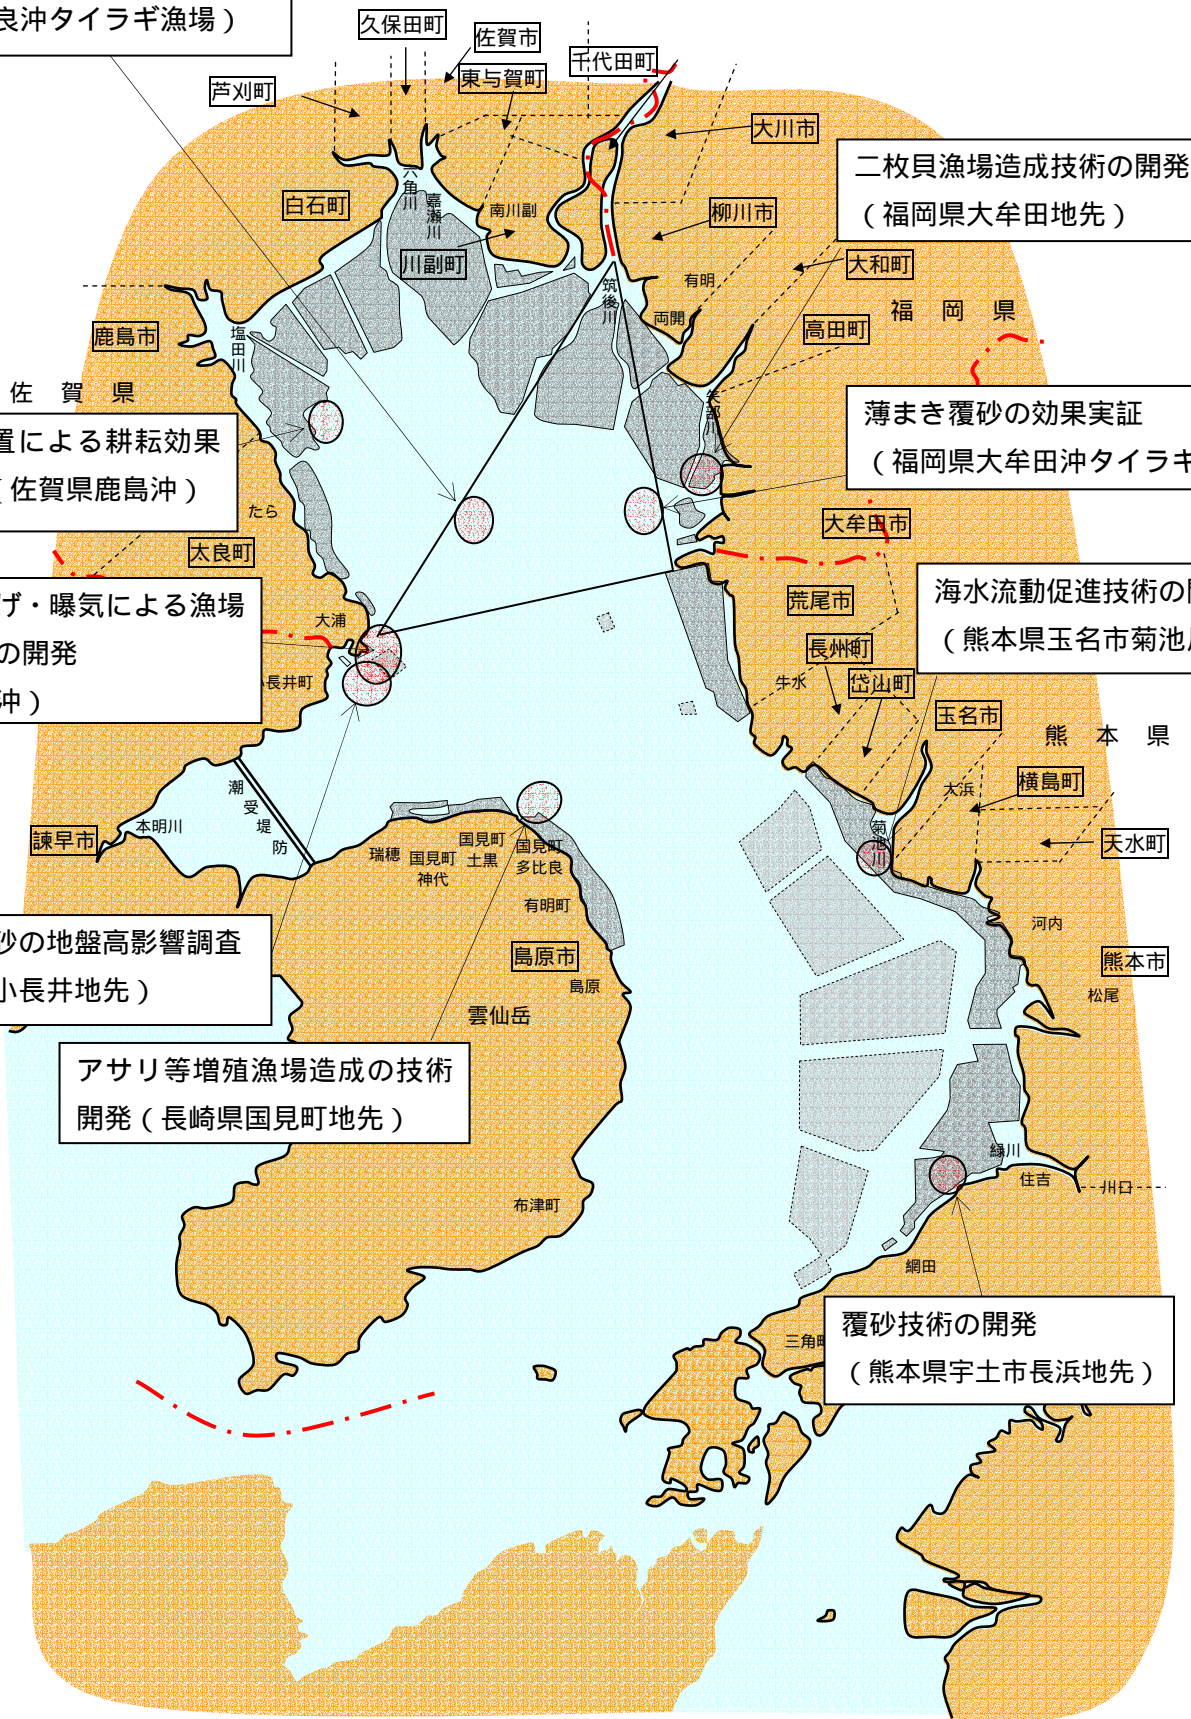 良沖タイラギ漁場）
久保田町
佐賀市
千代田町
東与賀町
芦刈町
大川市
二枚貝漁場造成技術の開発
（福岡県大牟田地先）
六角川
嘉瀬川
白石町
南川副
柳川市
川副町
大和町
有明
筑後川
福　岡　県
両開
塩田川
鹿島市
高田町
佐　賀　県
矢部川
薄まき覆砂の効果実証
（福岡県大牟田沖タイラギ
置による耕耘効果
（佐賀県鹿島沖）
たら
大牟田市
太良町
げ・曝気による漁場
の開発
沖）
大浦
小長井町
荒尾市
海水流動促進技術の
（熊本県玉名市菊池
長州町
牛水
岱山町
玉名市
熊　本　県
潮受堤防
大浜
横島町
本明川
諫早市
菊池川
天水町
瑞穂
国見町
神代
国見町
土黒
国見町
多比良
有明町
河内
砂の地盤高影響調査
小長井地先）
島原市
島原
熊本市
松尾
雲仙岳
アサリ等増殖漁場造成の技術
開発（長崎県国見町地先）
緑川
住吉
川口
布津町
網田
覆砂技術の開発
（熊本県宇土市長浜地先）
三角町